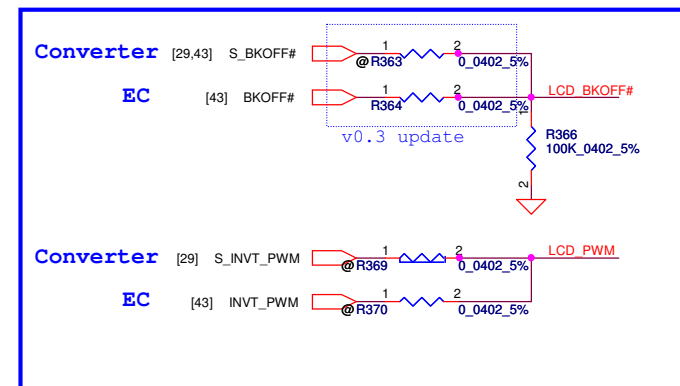 Converter [29,43] S_BKOFF# 1 2 LCD_BKOFF#
@R363 0_0402_5%
EC [43] BKOFF# 1 2
R364 0_0402_5%
1
v0.3 update
R366
100K_0402_5%
2
Converter [29] S_INVT_PWM 1 2 LCD_PWM
@R369 0_0402_5%
EC [43] INVT_PWM 1 2
@R370 0_0402_5%